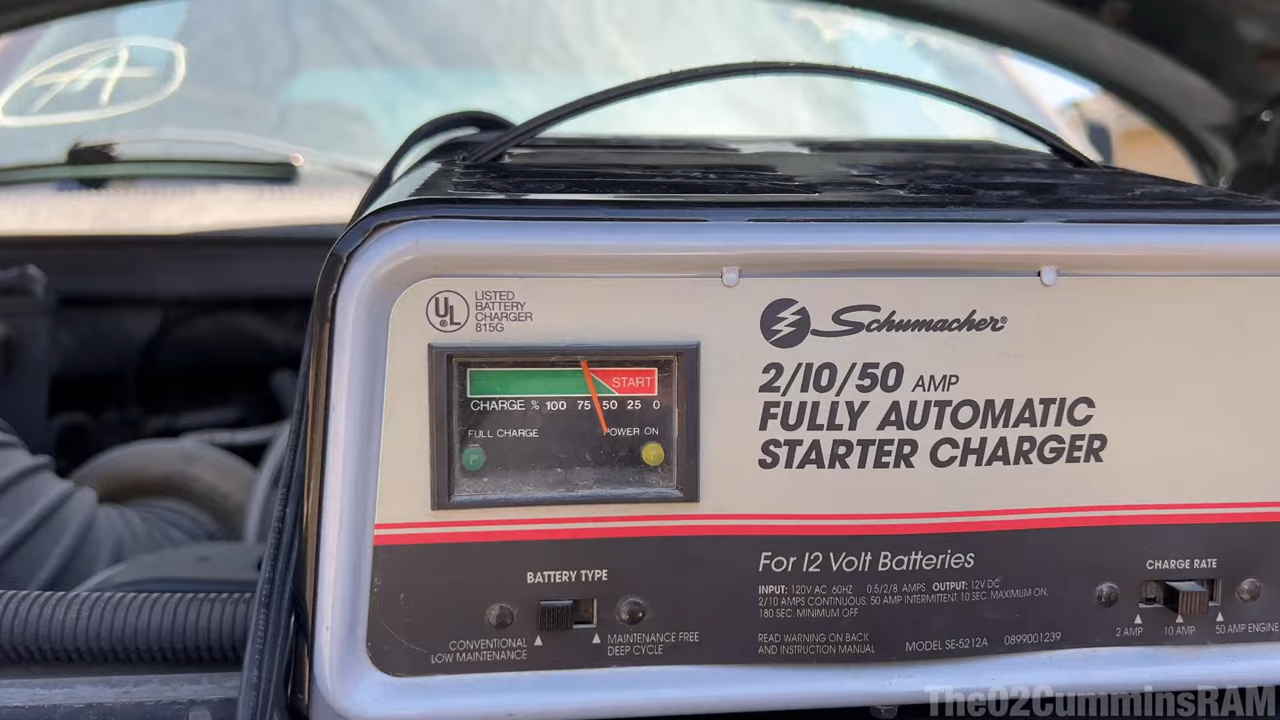 UL
LISTED
BATTERY
CHARGER
815G
START
CHARGE % 100 75 50 25 0
FULL CHARGE
POWER ON
Schumacher®
2/10/50 AMP
FULLY AUTOMATIC
STARTER CHARGER
For 12 Volt Batteries
INPUT: 120V AC 60HZ 0.5/2/8 AMPS OUTPUT: 12V DC
2/10 AMPS CONTINUOUS, 50 AMP INTERMITTENT, 10 SEC. MAXIMUM ON,
180 SEC. MINIMUM OFF
READ WARNING ON BACK
AND INSTRUCTION MANUAL
MODEL SE-5212A 0899001239
BATTERY TYPE
CONVENTIONAL
LOW MAINTENANCE
MAINTENANCE FREE
DEEP CYCLE
CHARGE RATE
2 AMP
10 AMP
50 AMP ENGINE
The02CumminsRAM